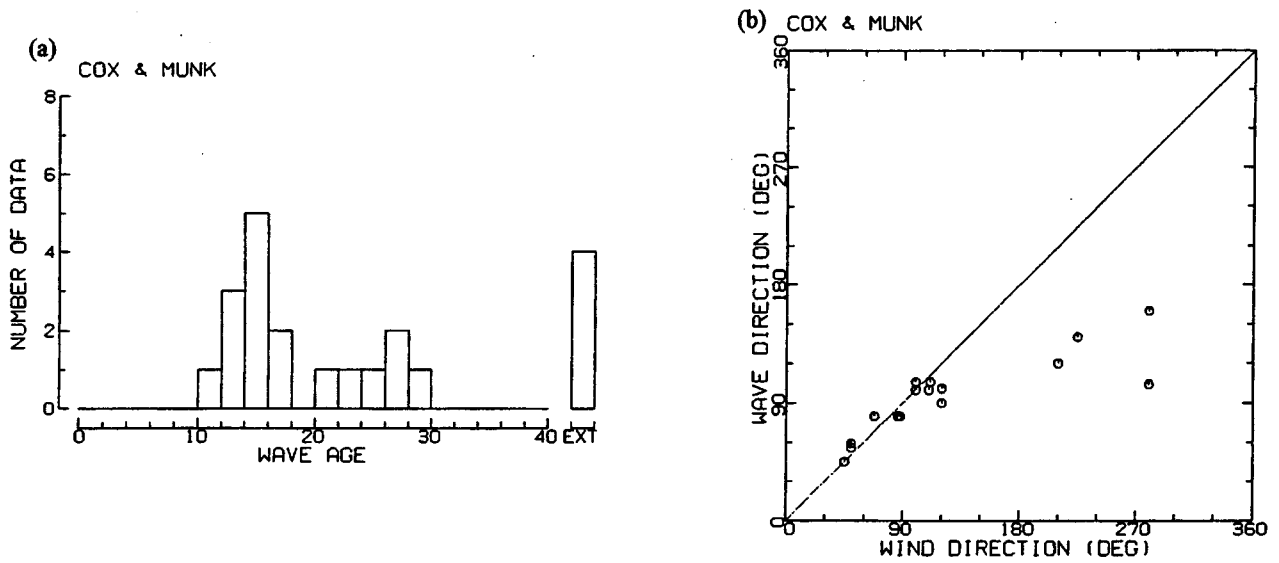 (a)
COX & MUNK
8
6
4
2
0
NUMBER OF DATA
0 10 20 30 40 EXT
WAVE AGE
(b) COX & MUNK
360
270
180
90
0
WAVE DIRECTION (DEG)
0 90 180 270 360
WIND DIRECTION (DEG)